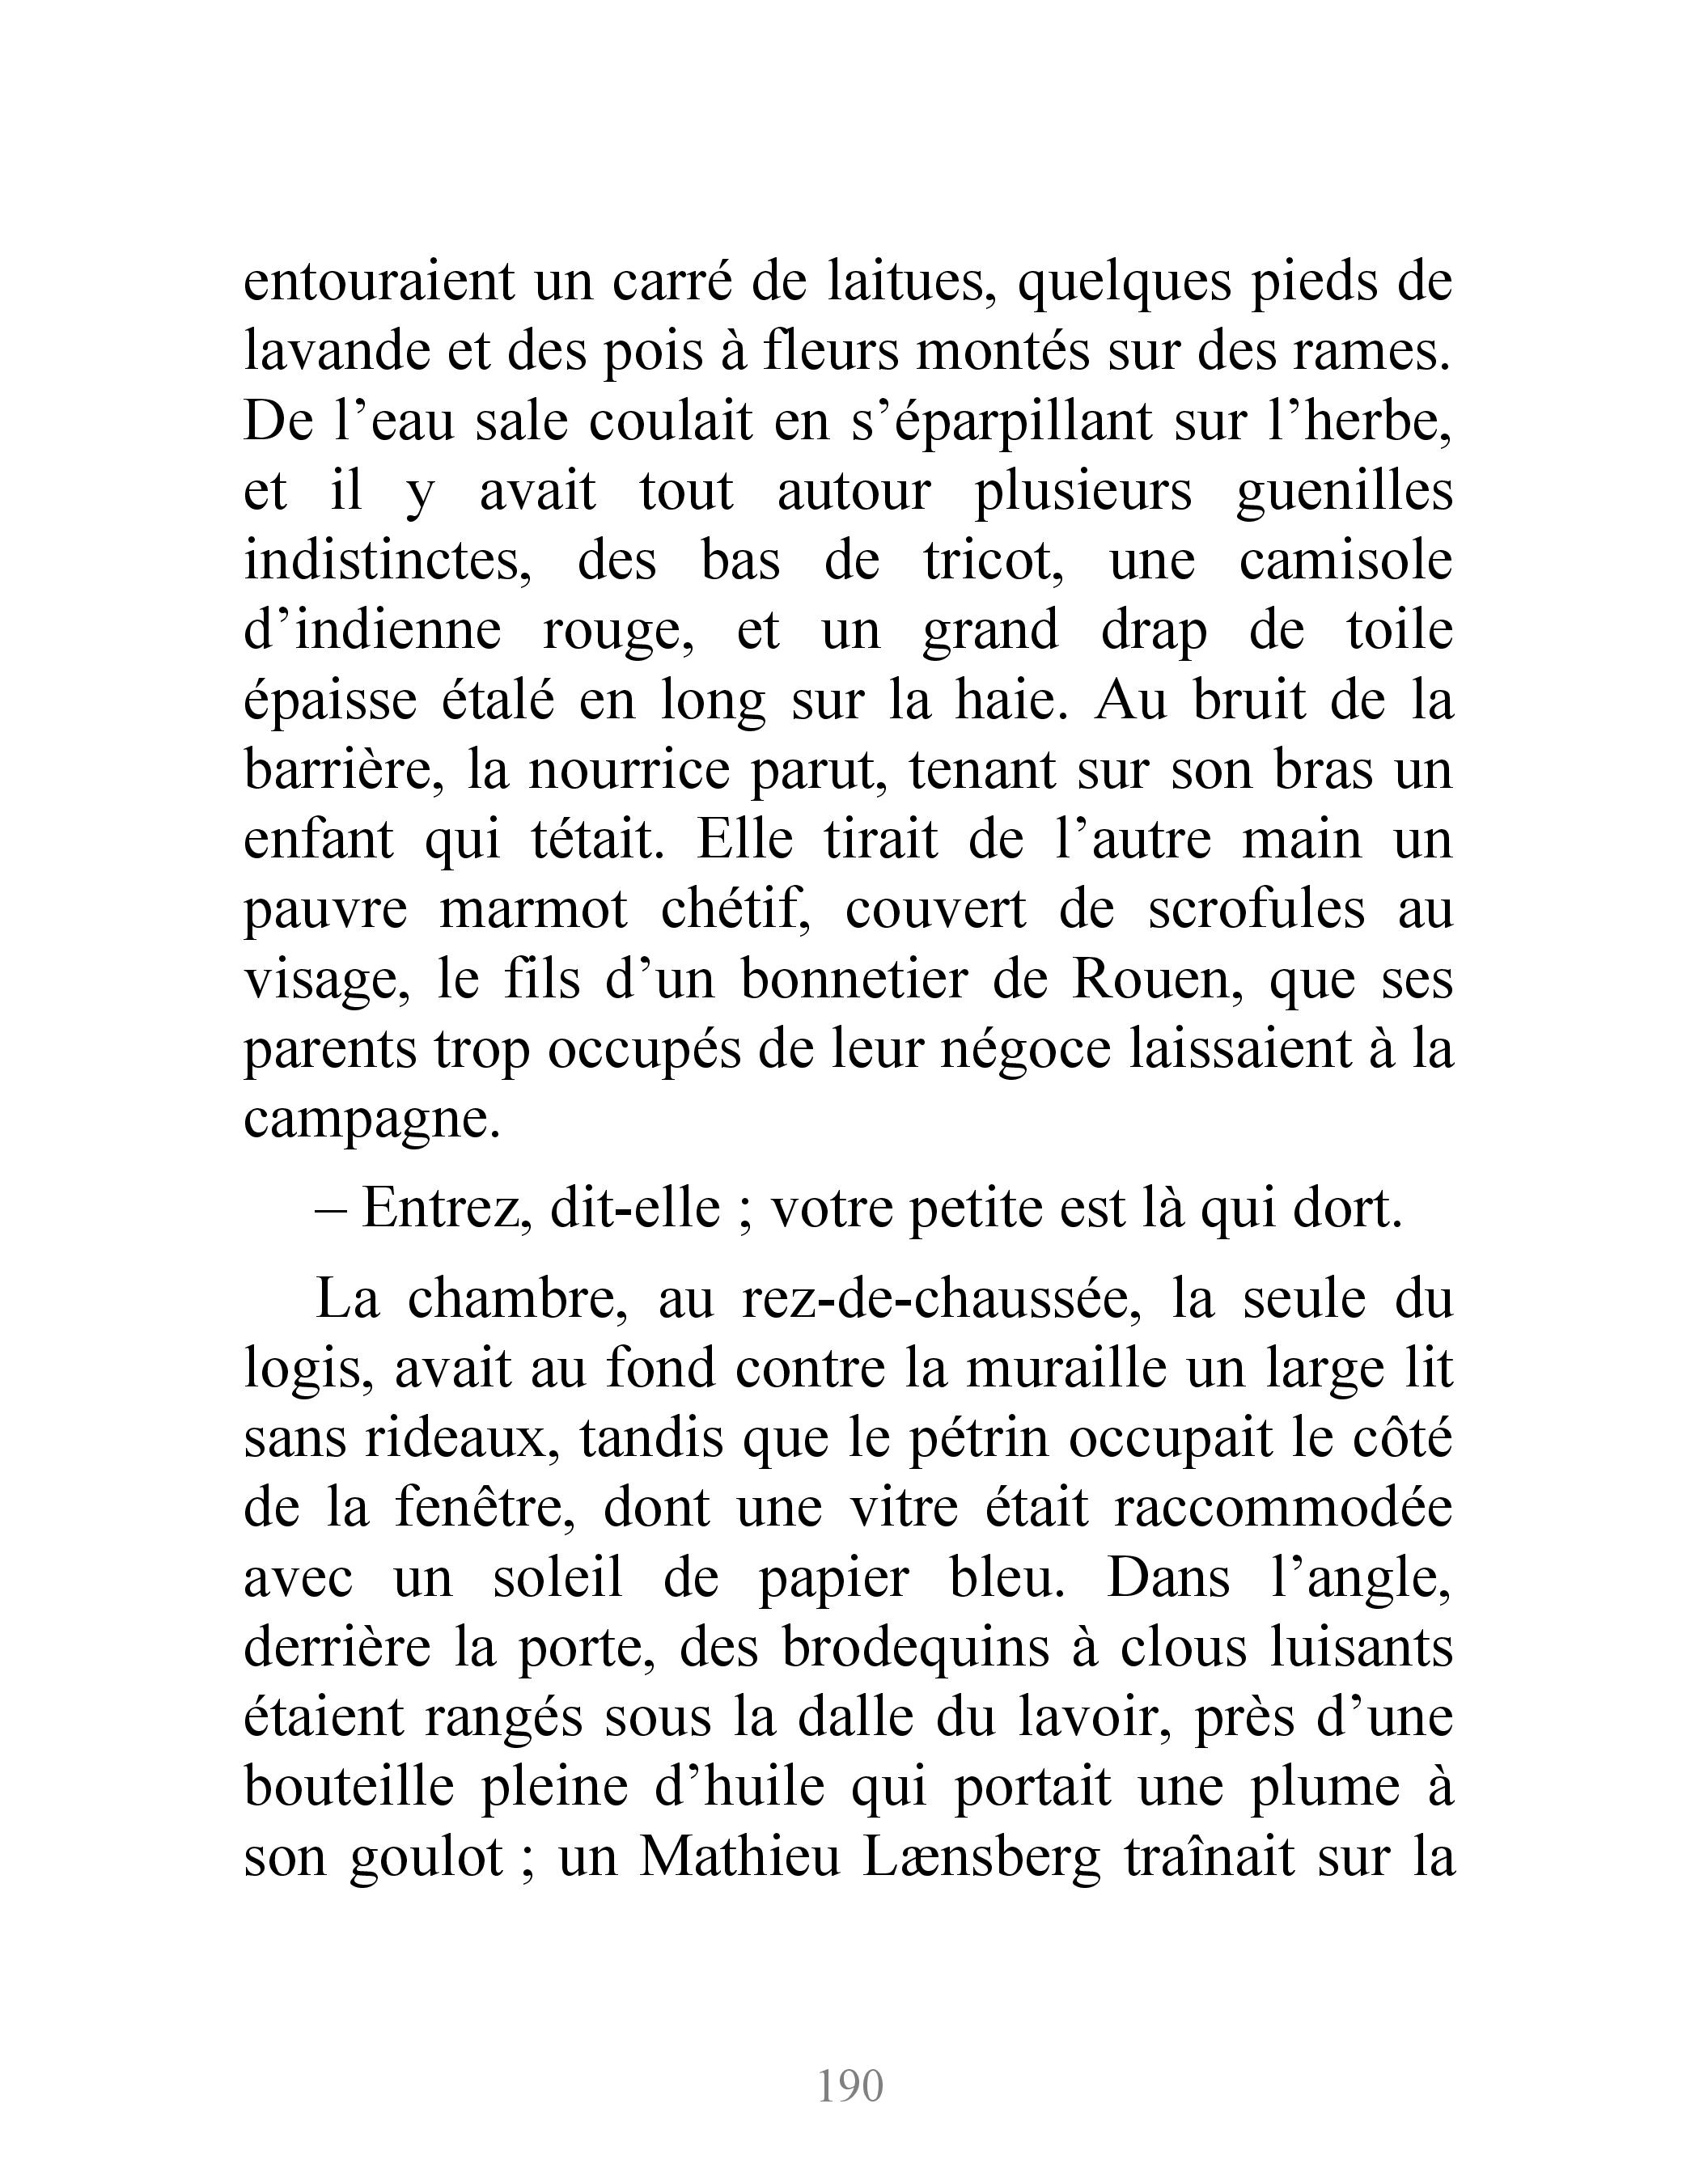 entouraient un carré de laitues, quelques pieds de
lavande et des pois à fleurs montés sur des rames.
De l’eau sale coulait en s’éparpillant sur l’herbe,
et il y avait tout autour plusieurs guenilles
indistinctes, des bas de tricot, une camisole
d’indienne rouge, et un grand drap de toile
épaisse étalé en long sur la haie. Au bruit de la
barrière, la nourrice parut, tenant sur son bras un
enfant qui tétait. Elle tirait de l’autre main un
pauvre marmot chétif, couvert de scrofules au
visage, le fils d’un bonnetier de Rouen, que ses
parents trop occupés de leur négoce laissaient à la
campagne.
– Entrez, dit-elle ; votre petite est là qui dort.
La chambre, au rez-de-chaussée, la seule du
logis, avait au fond contre la muraille un large lit
sans rideaux, tandis que le pétrin occupait le côté
de la fenêtre, dont une vitre était raccommodée
avec un soleil de papier bleu. Dans l’angle,
derrière la porte, des brodequins à clous luisants
étaient rangés sous la dalle du lavoir, près d’une
bouteille pleine d’huile qui portait une plume à
son goulot ; un Mathieu Lænsberg traînait sur la
190